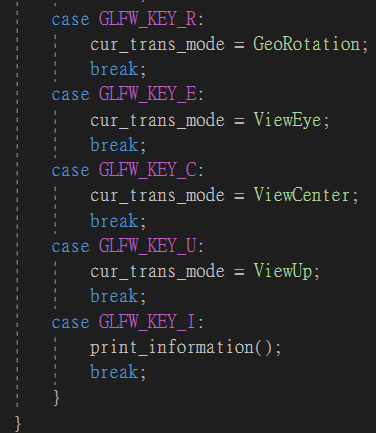 case GLFW_KEY_R:
cur_trans_mode = GeoRotation;
break;
case GLFW_KEY_E:
cur_trans_mode = ViewEye;
break;
case GLFW_KEY_C:
cur_trans_mode = ViewCenter;
break;
case GLFW_KEY_U:
cur_trans_mode = ViewUp;
break;
case GLFW_KEY_I:
print_information();
break;
}
}